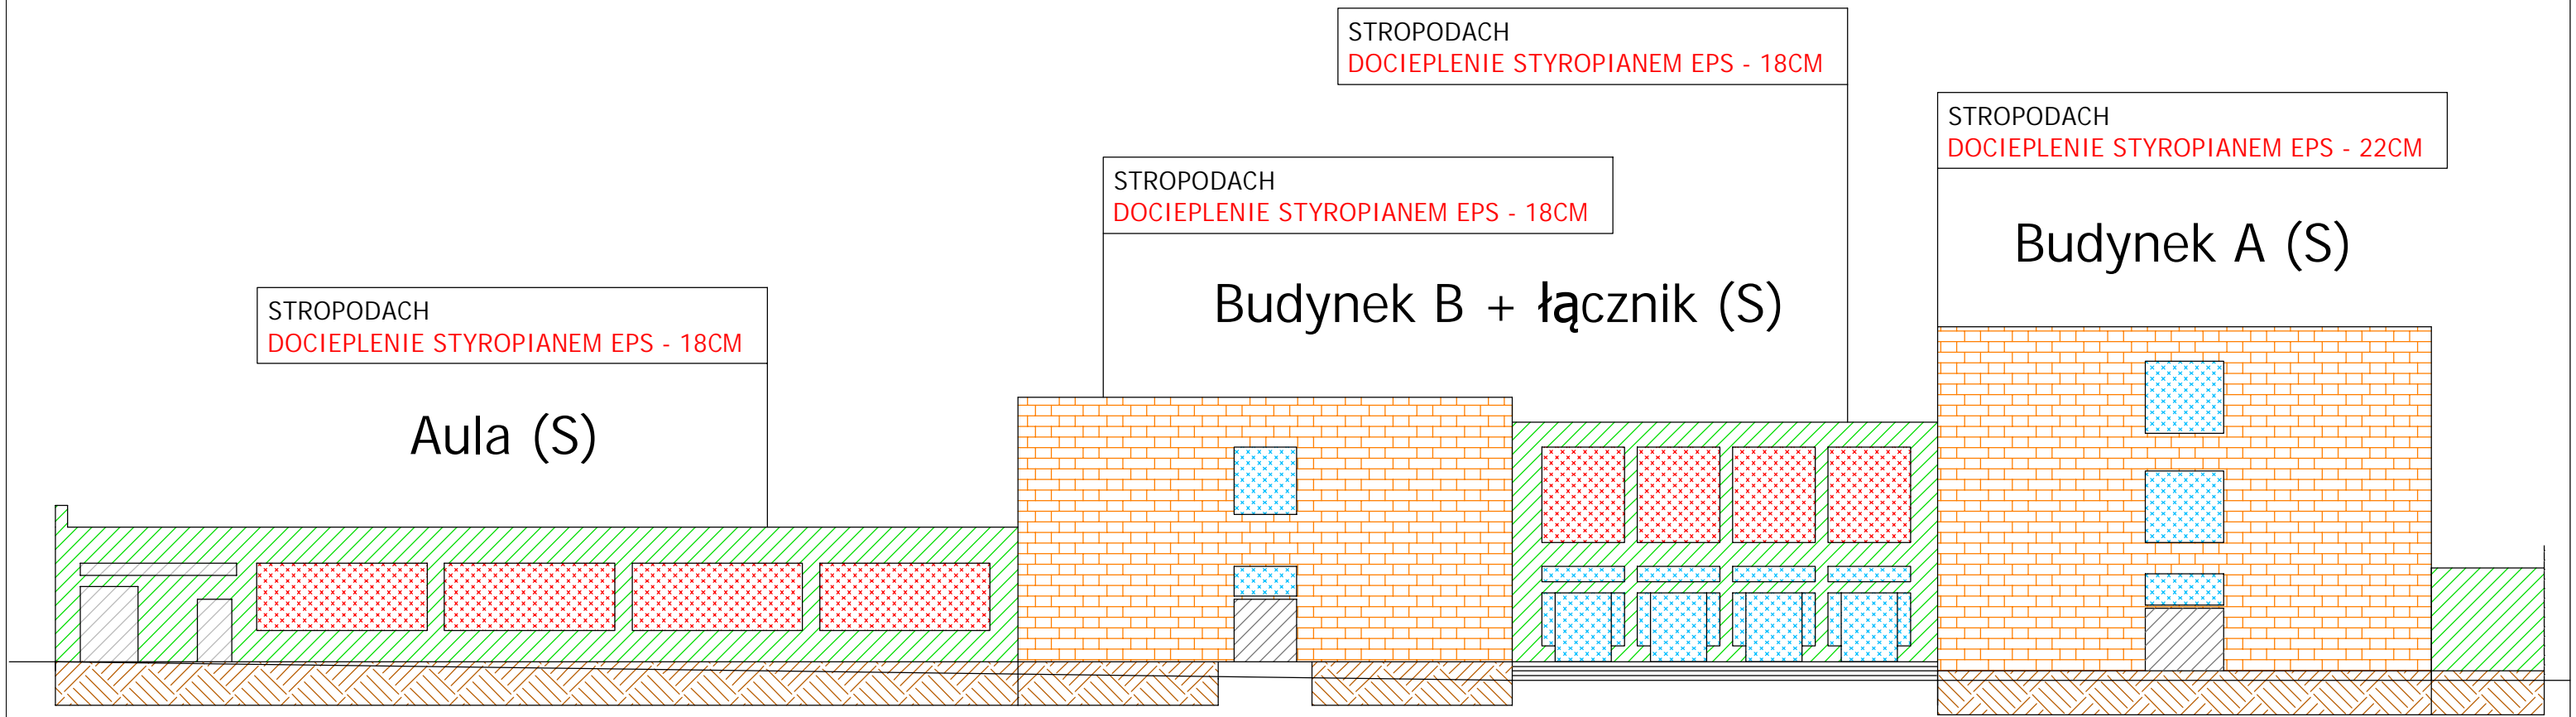 STROPODACH
DOCIEPLENIE STYROPIANEM EPS - 18CM
STROPODACH
DOCIEPLENIE STYROPIANEM EPS - 22CM
STROPODACH
DOCIEPLENIE STYROPIANEM EPS - 18CM
Budynek A (S)
Budynek B + łącznik (S)
STROPODACH
DOCIEPLENIE STYROPIANEM EPS - 18CM
Aula (S)